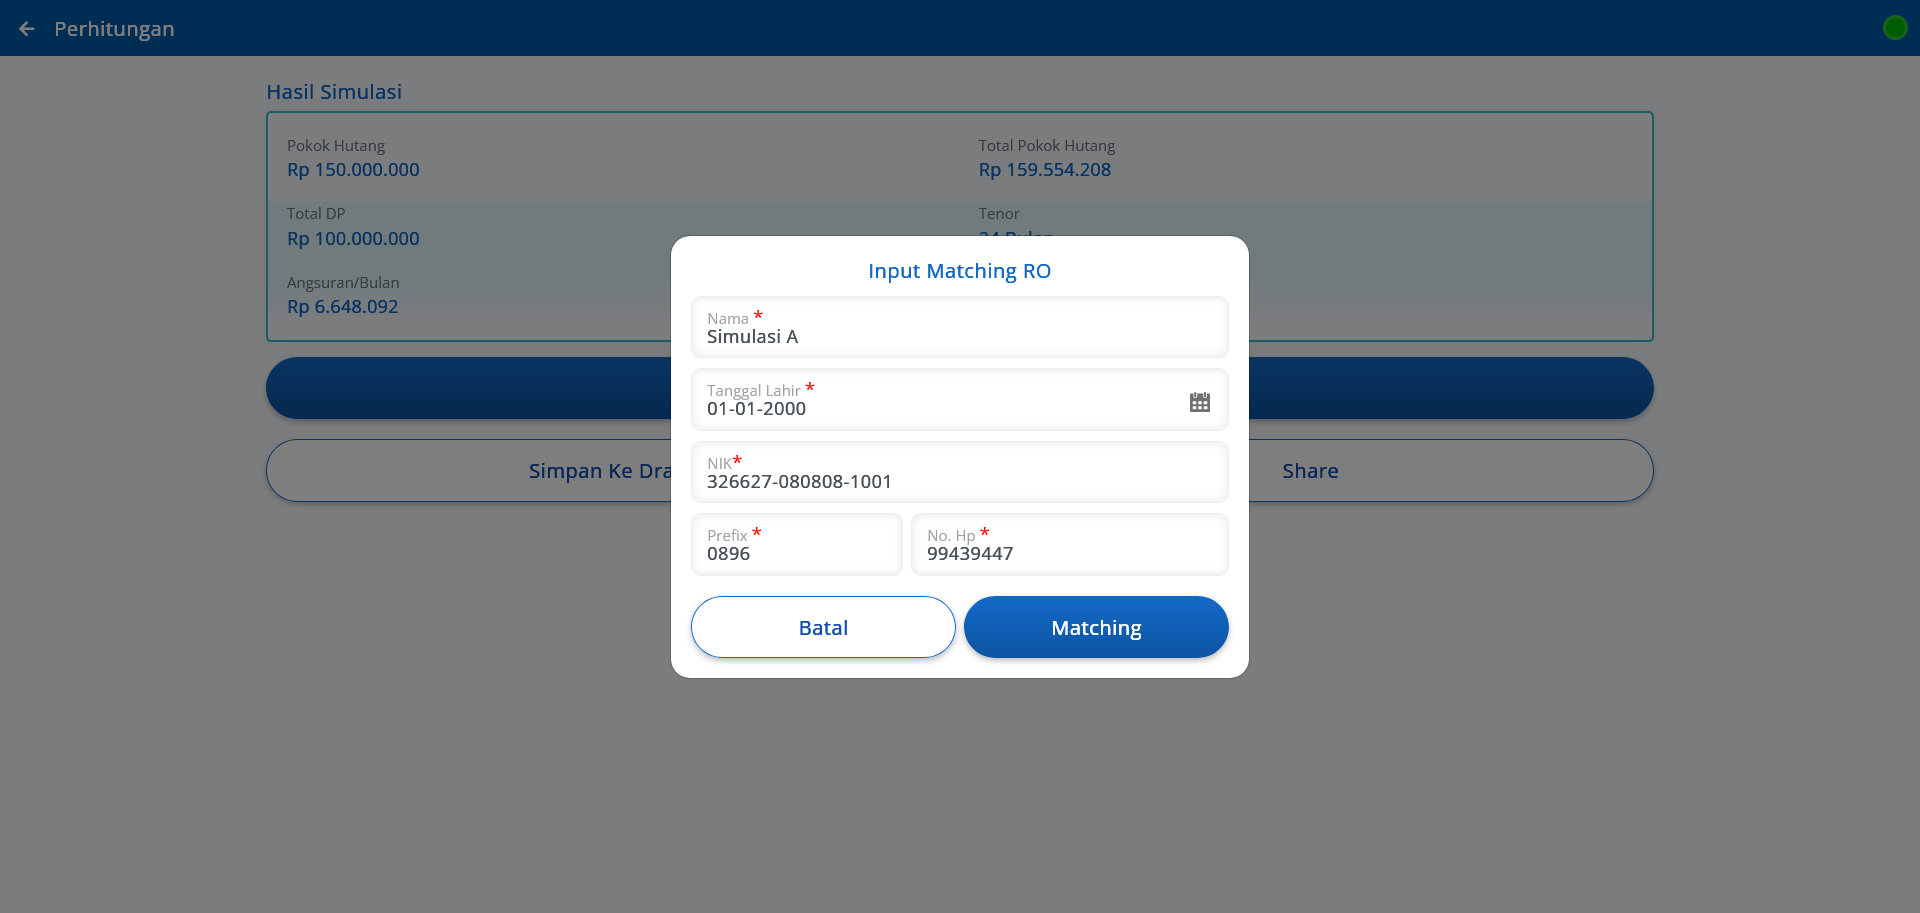 Perhitungan
Hasil Simulasi
Pokok Hutang
Rp 150.000.000
Total Pokok Hutang
Rp 159.554.208
Total DP
Rp 100.000.000
Tenor
Angsuran/Bulan
Rp 6.648.092
Input Matching RO
Nama *
Simulasi A
Tanggal Lahir *
01-01-2000
NIK*
326627-080808-1001
Prefix *
0896
No. Hp *
99439447
Batal
Matching
Simpan Ke Dra
Share